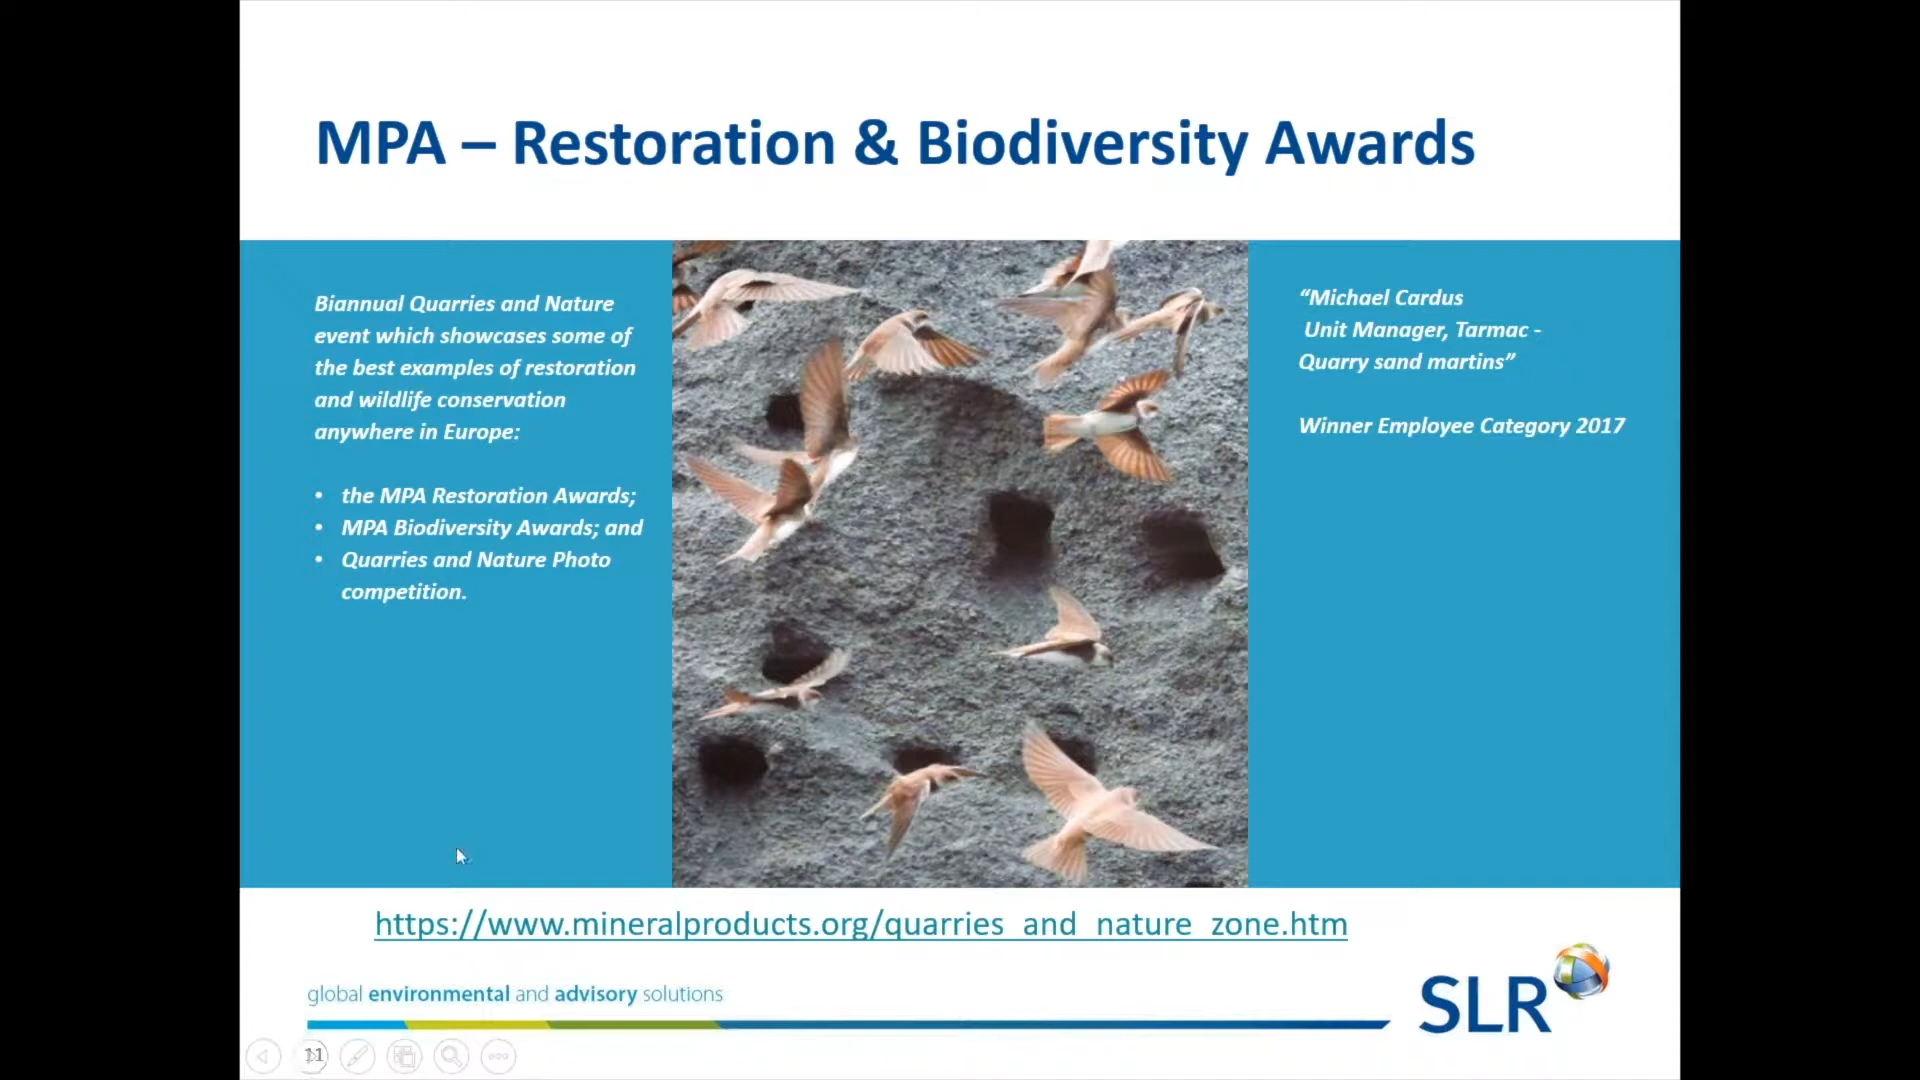 MPA – Restoration & Biodiversity Awards
Biannual Quarries and Nature
event which showcases some of
the best examples of restoration
and wildlife conservation
anywhere in Europe:
• the MPA Restoration Awards;
• MPA Biodiversity Awards; and
• Quarries and Nature Photo
competition.
“Michael Cardus
Unit Manager, Tarmac -
Quarry sand martins”
Winner Employee Category 2017
https://www.mineralproducts.org/quarries_and_nature_zone.htm
global environmental and advisory solutions
SLR
11